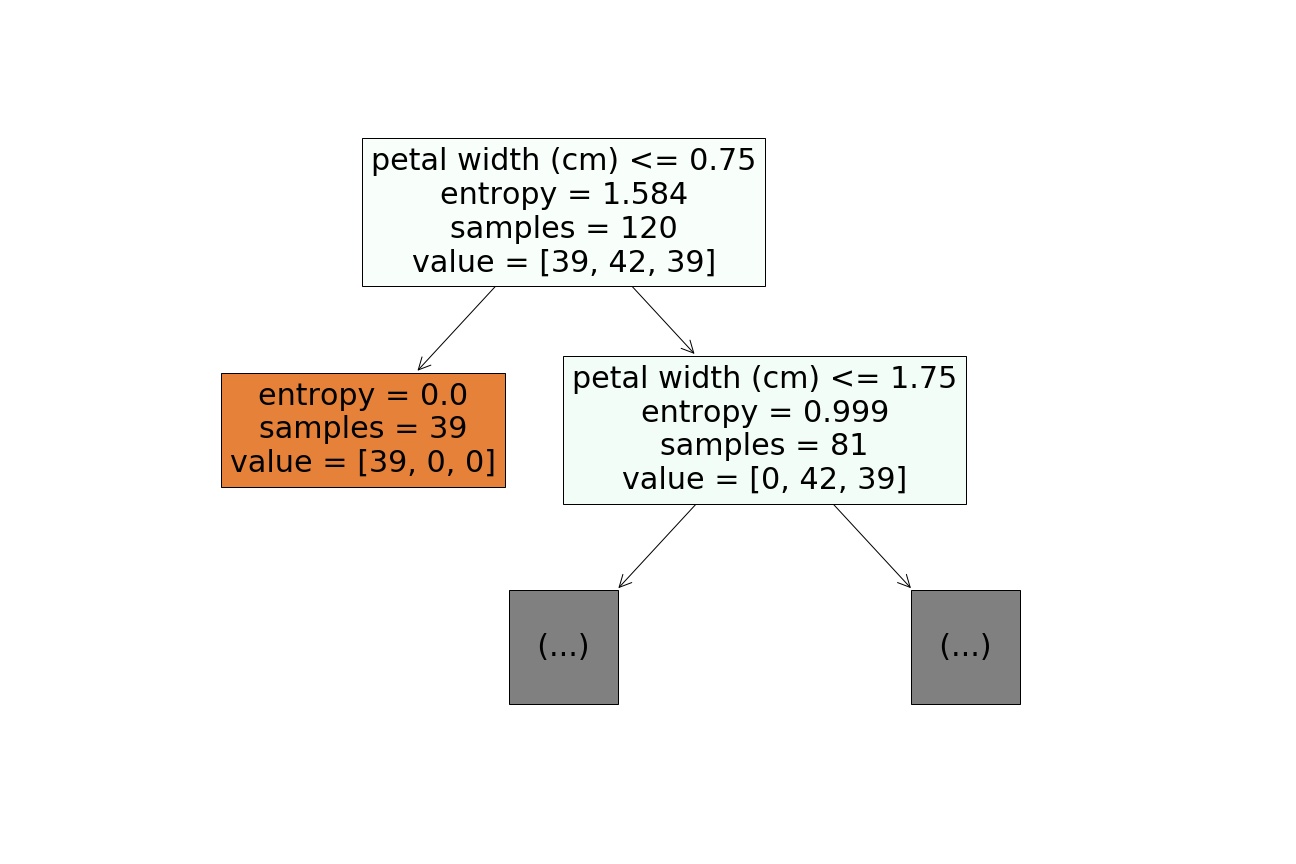 petal width (cm) <= 0.75
entropy = 1.584
samples = 120
value = [39, 42, 39]
entropy = 0.0
samples = 39
value = [39, 0, 0]
petal width (cm) <= 1.75
entropy = 0.999
samples = 81
value = [0, 42, 39]
(...)
(...)